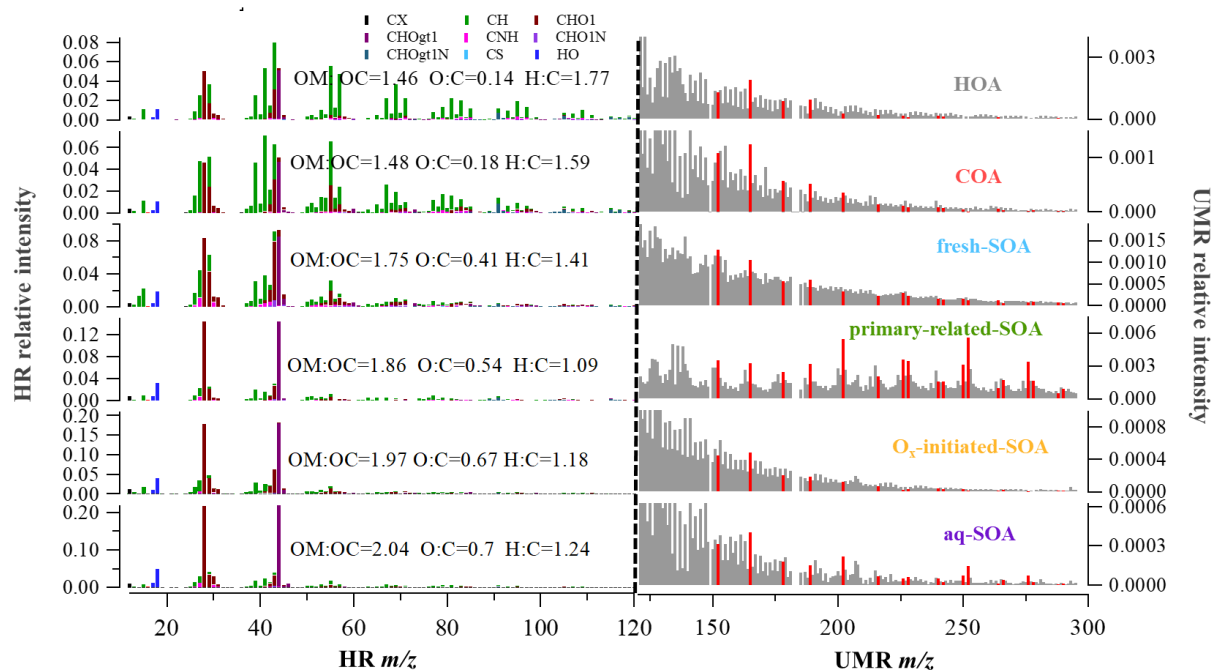 CX CH CHO1
CHOgt1 CNH CHO1N
CHOgt1N CS HO
HR relative intensity
0.08
0.06
0.04
0.02
0.00
OM: OC=1.46 O:C=0.14 H:C=1.77
HOA
0.003
0.000
0.06
0.04
0.02
0.00
OM:OC=1.48 O:C=0.18 H:C=1.59
COA
0.001
0.000
0.08
0.04
0.00
OM:OC=1.75 O:C=0.41 H:C=1.41
fresh-SOA
0.0015
0.0010
0.0005
0.0000
0.12
0.08
0.04
0.00
OM:OC=1.86 O:C=0.54 H:C=1.09
primary-related-SOA
0.006
0.003
0.000
0.20
0.15
0.10
0.05
0.00
OM:OC=1.97 O:C=0.67 H:C=1.18
Ox-initiated-SOA
0.0008
0.0004
0.0000
0.20
0.10
0.00
OM:OC=2.04 O:C=0.7 H:C=1.24
aq-SOA
0.0006
0.0003
0.0000
UMR relative intensity
20 40 60 80 100 120 150 200 250 300
HR m/z UMR m/z